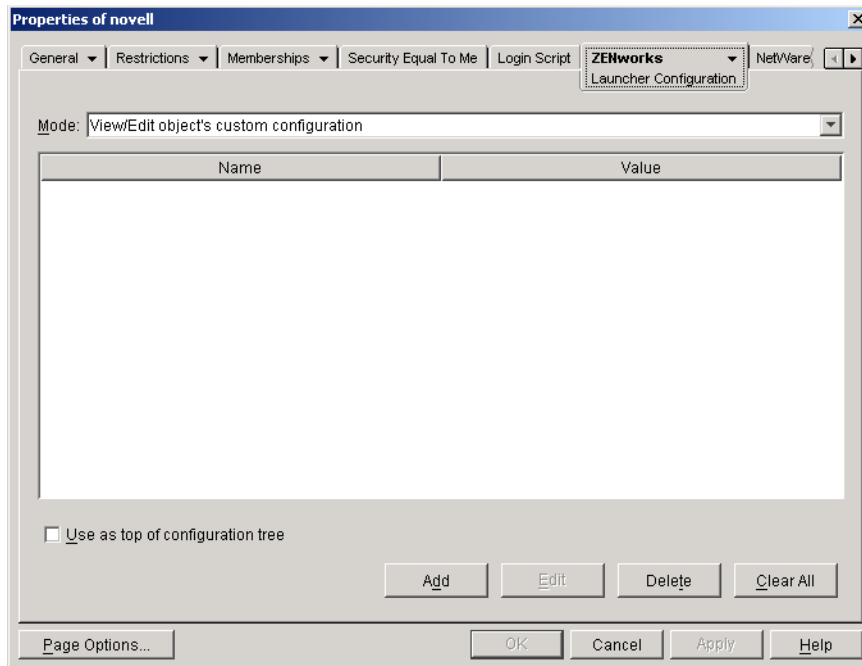 Properties of novell
General Restrictions Memberships Security Equal To Me Login Script ZENworks NetWare
Launcher Configuration
Mode: View/Edit object's custom configuration
Name Value
Use as top of configuration tree
Add Edit Delete Clear All
Page Options... OK Cancel Apply Help